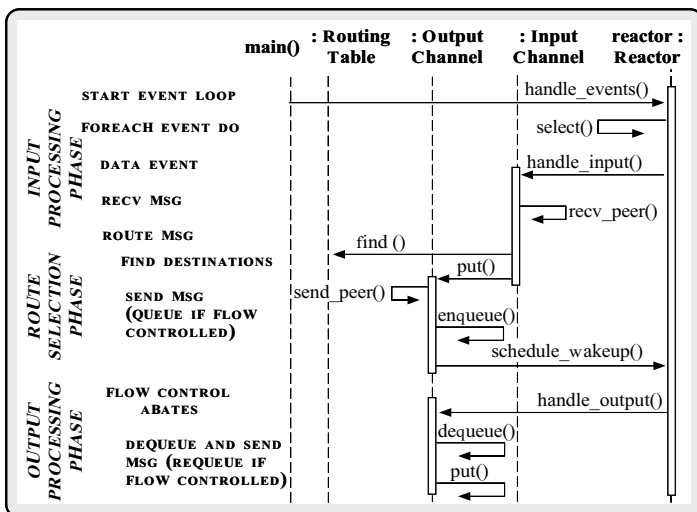 main()
: Routing
Table
: Output
Channel
: Input
Channel
reactor :
Reactor
INPUT
PROCESSING
PHASE
START EVENT LOOP
handle_events()
FOREACH EVENT DO
select()
DATA EVENT
handle_input()
RECV MSG
recv_peer()
ROUTE MSG
find ()
ROUTE
SELECTION
PHASE
FIND DESTINATIONS
put()
SEND MSG
(QUEUE IF FLOW
CONTROLLED)
send_peer()
enqueue()
schedule_wakeup()
OUTPUT
PROCESSING
PHASE
FLOW CONTROL
ABATES
handle_output()
DEQUEUE AND SEND
MSG (REQUEUE IF
FLOW CONTROLLED)
dequeue()
put()